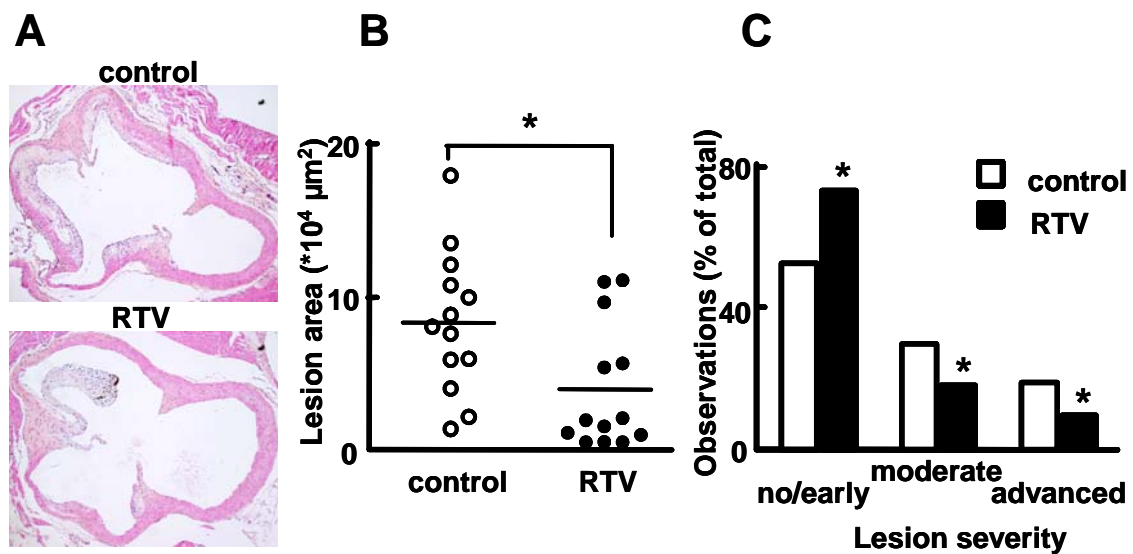 A
control
RTV
B
*
Lesion area (*10⁴ µm²)
20
10
0
control
RTV
C
Observations (% of total)
80
40
0
*
*
*
control
RTV
no/early
moderate
advanced
Lesion severity